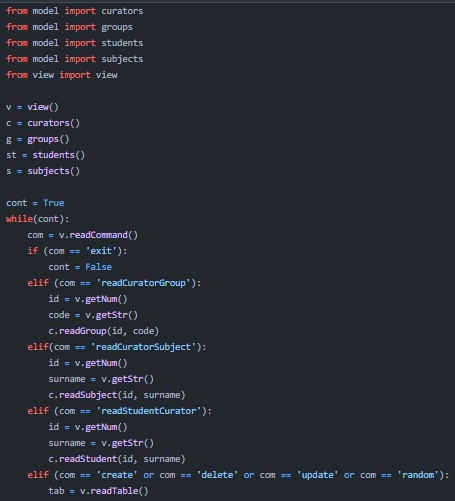 from model import curators
from model import groups
from model import students
from model import subjects
from view import view

v = view()
c = curators()
g = groups()
st = students()
s = subjects()

cont = True
while(cont):
    com = v.readCommand()
    if (com == 'exit'):
        cont = False
    elif (com == 'readCuratorGroup'):
        id = v.getNum()
        code = v.getStr()
        c.readGroup(id, code)
    elif(com == 'readCuratorSubject'):
        id = v.getNum()
        surname = v.getStr()
        c.readSubject(id, surname)
    elif (com == 'readStudentCurator'):
        id = v.getNum()
        surname = v.getStr()
        c.readStudent(id, surname)
    elif (com == 'create' or com == 'delete' or com == 'update' or com == 'random'):
        tab = v.readTable()